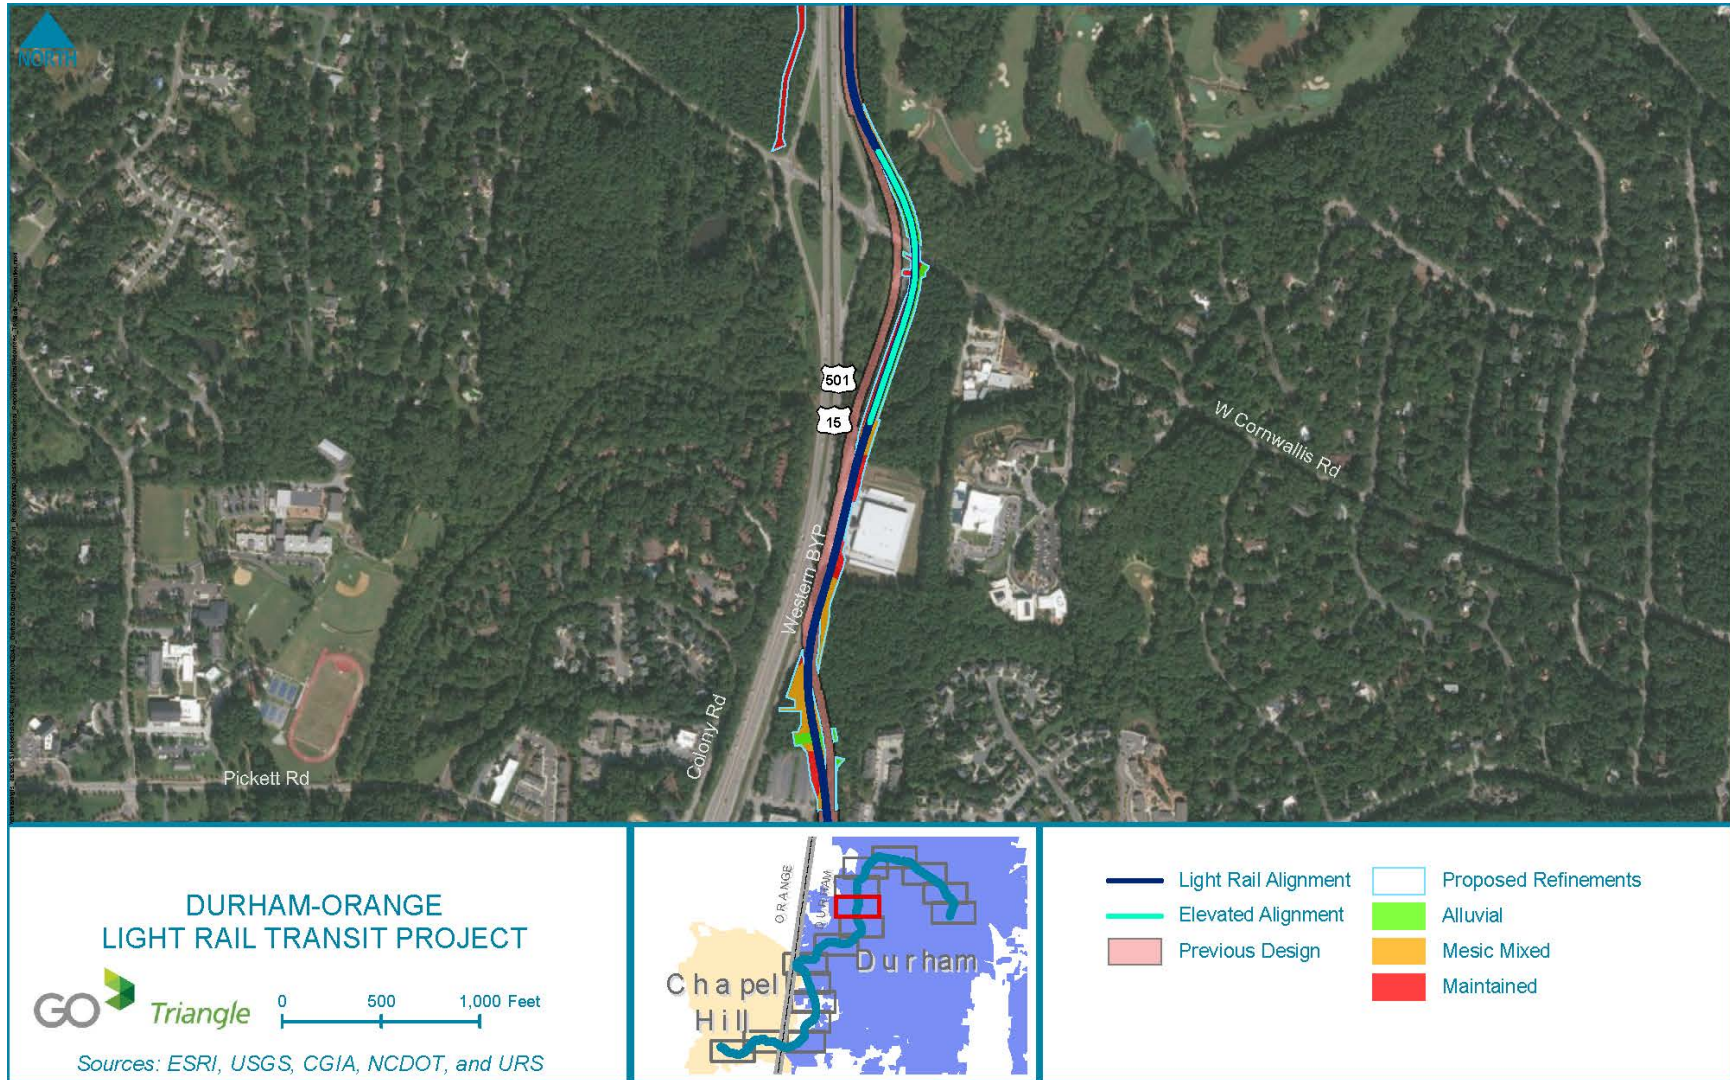 NORTH
501
15
W Cornwallis Rd
Western BYP
Colony Rd
Pickett Rd
DURHAM-ORANGE
LIGHT RAIL TRANSIT PROJECT
GO Triangle
0 500 1,000 Feet
Sources: ESRI, USGS, CGIA, NCDOT, and URS
ORANGE
DURHAM
Durham
Chapel
Hill
Light Rail Alignment
Elevated Alignment
Previous Design
Proposed Refinements
Alluvial
Mesic Mixed
Maintained